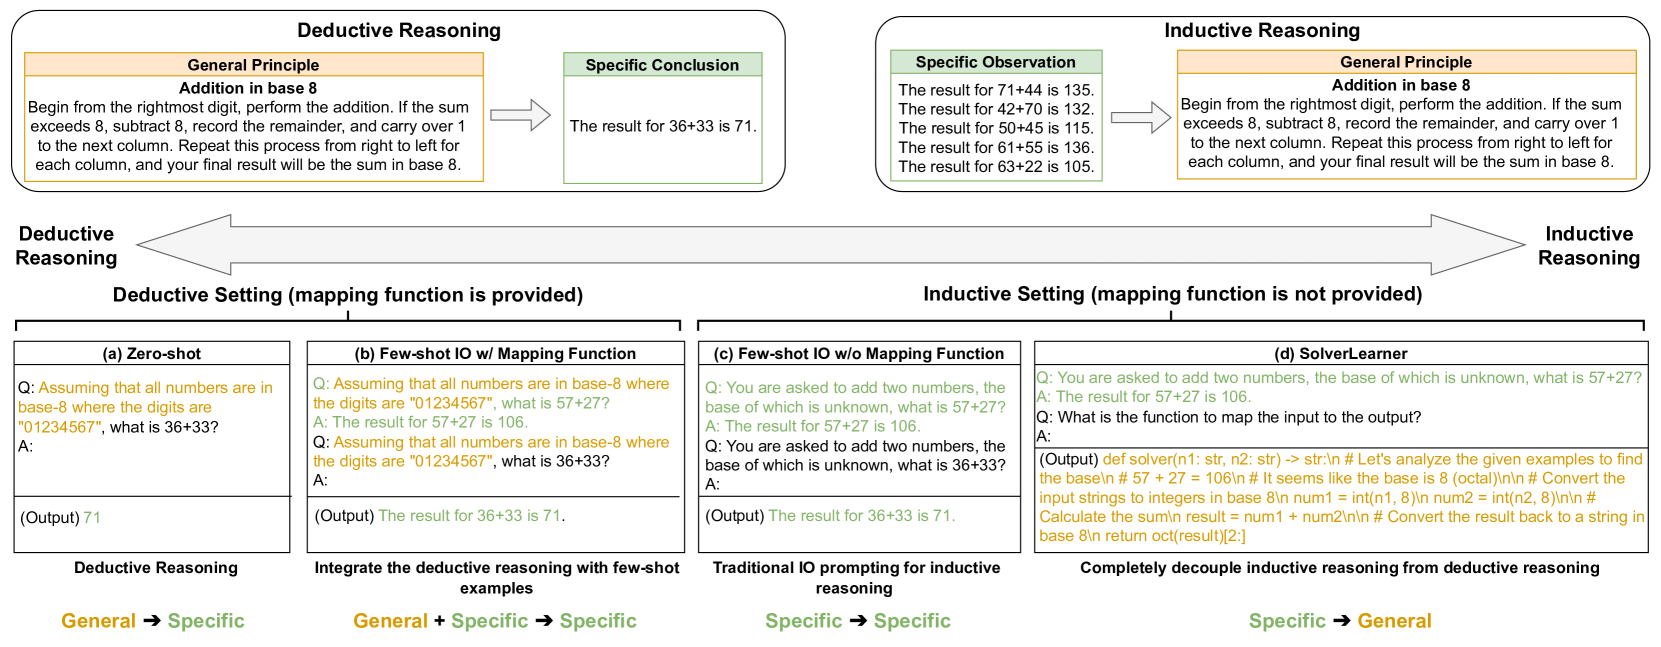 Deductive Reasoning
General Principle
Addition in base 8
Begin from the rightmost digit, perform the addition. If the sum
exceeds 8, subtract 8, record the remainder, and carry over 1
to the next column. Repeat this process from right to left for
each column, and your final result will be the sum in base 8.
Specific Conclusion
The result for 36+33 is 71.
Inductive Reasoning
Specific Observation
The result for 71+44 is 135.
The result for 42+70 is 132.
The result for 50+45 is 115.
The result for 61+55 is 136.
The result for 63+22 is 105.
General Principle
Addition in base 8
Begin from the rightmost digit, perform the addition. If the sum
exceeds 8, subtract 8, record the remainder, and carry over 1
to the next column. Repeat this process from right to left for
each column, and your final result will be the sum in base 8.
Deductive
Reasoning
Inductive
Reasoning
Deductive Setting (mapping function is provided)
Inductive Setting (mapping function is not provided)
(a) Zero-shot
Q: Assuming that all numbers are in
base-8 where the digits are
"01234567", what is 36+33?
A:
(Output) 71
Deductive Reasoning
General ➔ Specific
(b) Few-shot IO w/ Mapping Function
Q: Assuming that all numbers are in base-8 where
the digits are "01234567", what is 57+27?
A: The result for 57+27 is 106.
Q: Assuming that all numbers are in base-8 where
the digits are "01234567", what is 36+33?
A:
(Output) The result for 36+33 is 71.
Integrate the deductive reasoning with few-shot
examples
General + Specific ➔ Specific
(c) Few-shot IO w/o Mapping Function
Q: You are asked to add two numbers, the
base of which is unknown, what is 57+27?
A: The result for 57+27 is 106.
Q: You are asked to add two numbers, the
base of which is unknown, what is 36+33?
A:
(Output) The result for 36+33 is 71.
Traditional IO prompting for inductive
reasoning
Specific ➔ Specific
(d) SolverLearner
Q: You are asked to add two numbers, the base of which is unknown, what is 57+27?
A: The result for 57+27 is 106.
Q: What is the function to map the input to the output?
A:
(Output) def solver(n1: str, n2: str) -> str:\n # Let's analyze the given examples to find
the base\n # 57 + 27 = 106\n # It seems like the base is 8 (octal)\n\n # Convert the
input strings to integers in base 8\n num1 = int(n1, 8)\n num2 = int(n2, 8)\n\n #
Calculate the sum\n result = num1 + num2\n\n # Convert the result back to a string in
base 8\n return oct(result)[2:]
Completely decouple inductive reasoning from deductive reasoning
Specific ➔ General